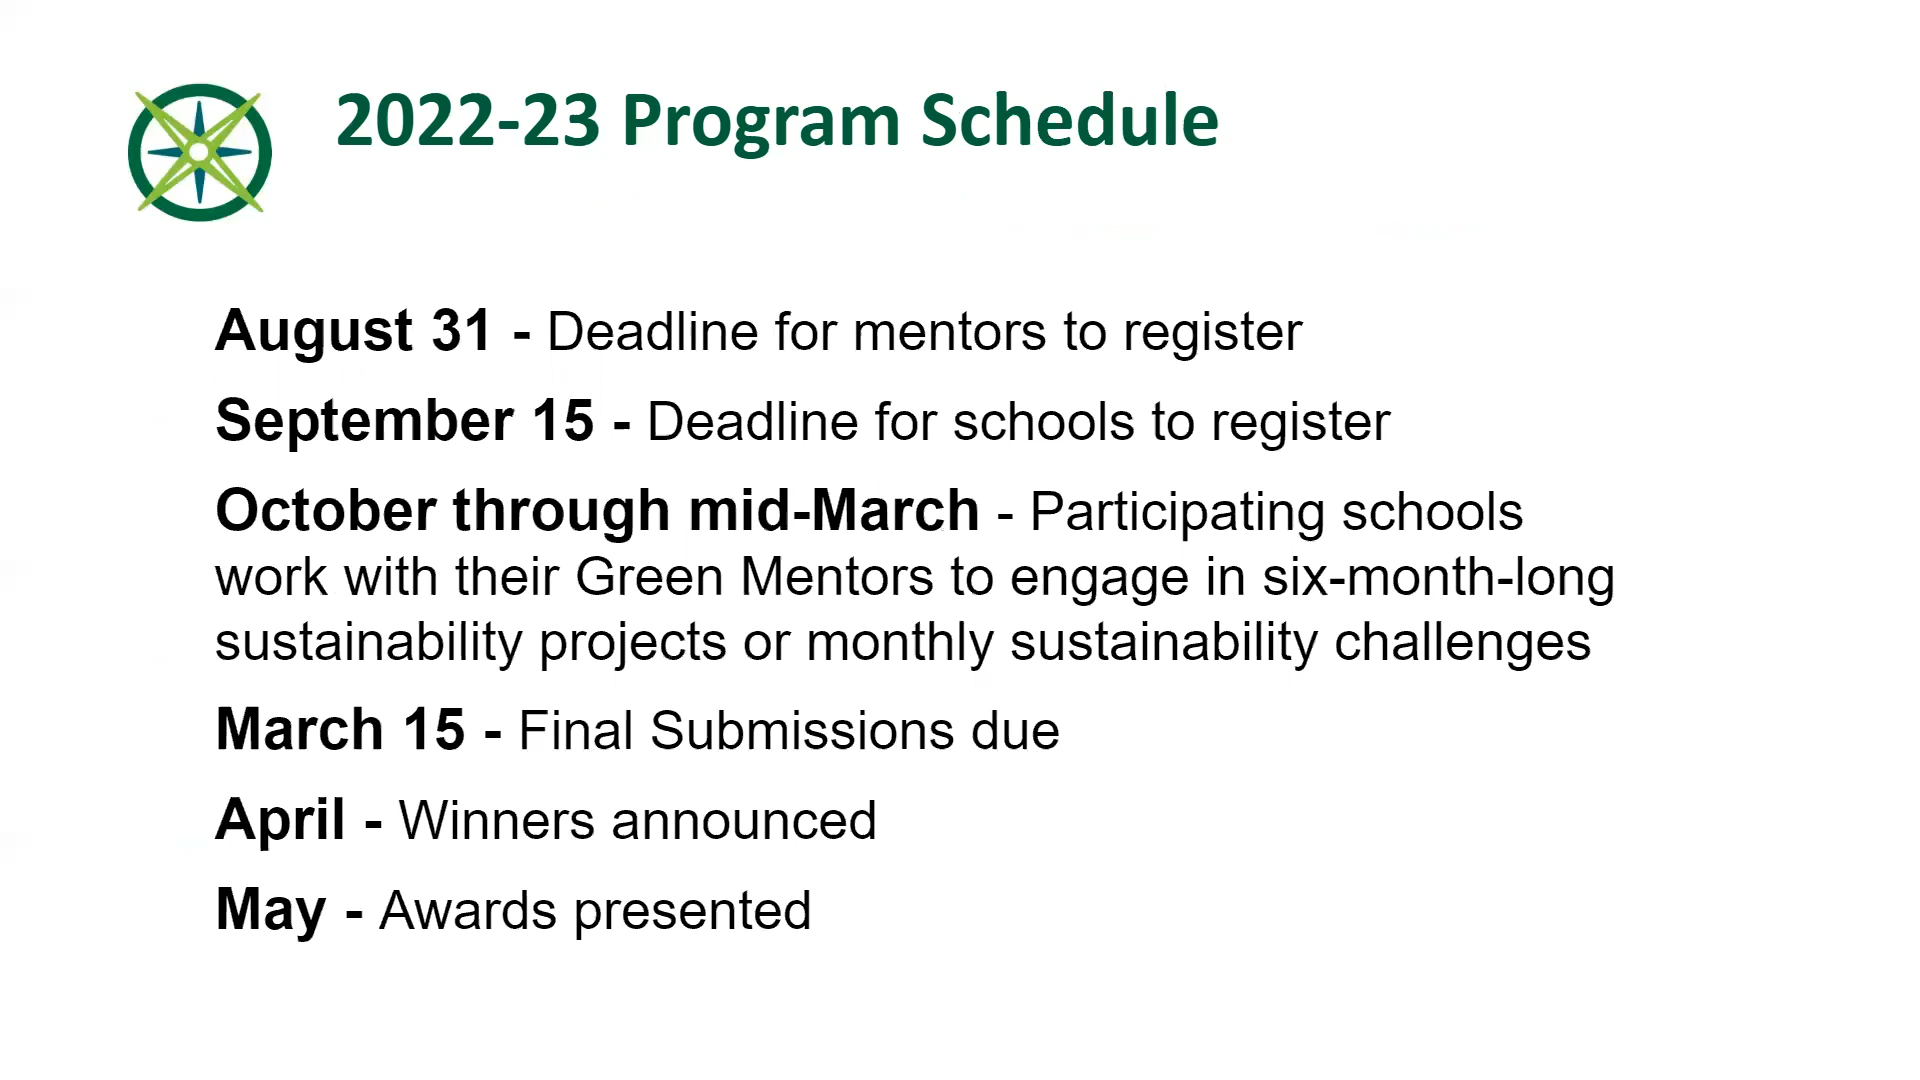 2022-23 Program Schedule
August 31 - Deadline for mentors to register
September 15 - Deadline for schools to register
October through mid-March - Participating schools
work with their Green Mentors to engage in six-month-long
sustainability projects or monthly sustainability challenges
March 15 - Final Submissions due
April - Winners announced
May - Awards presented